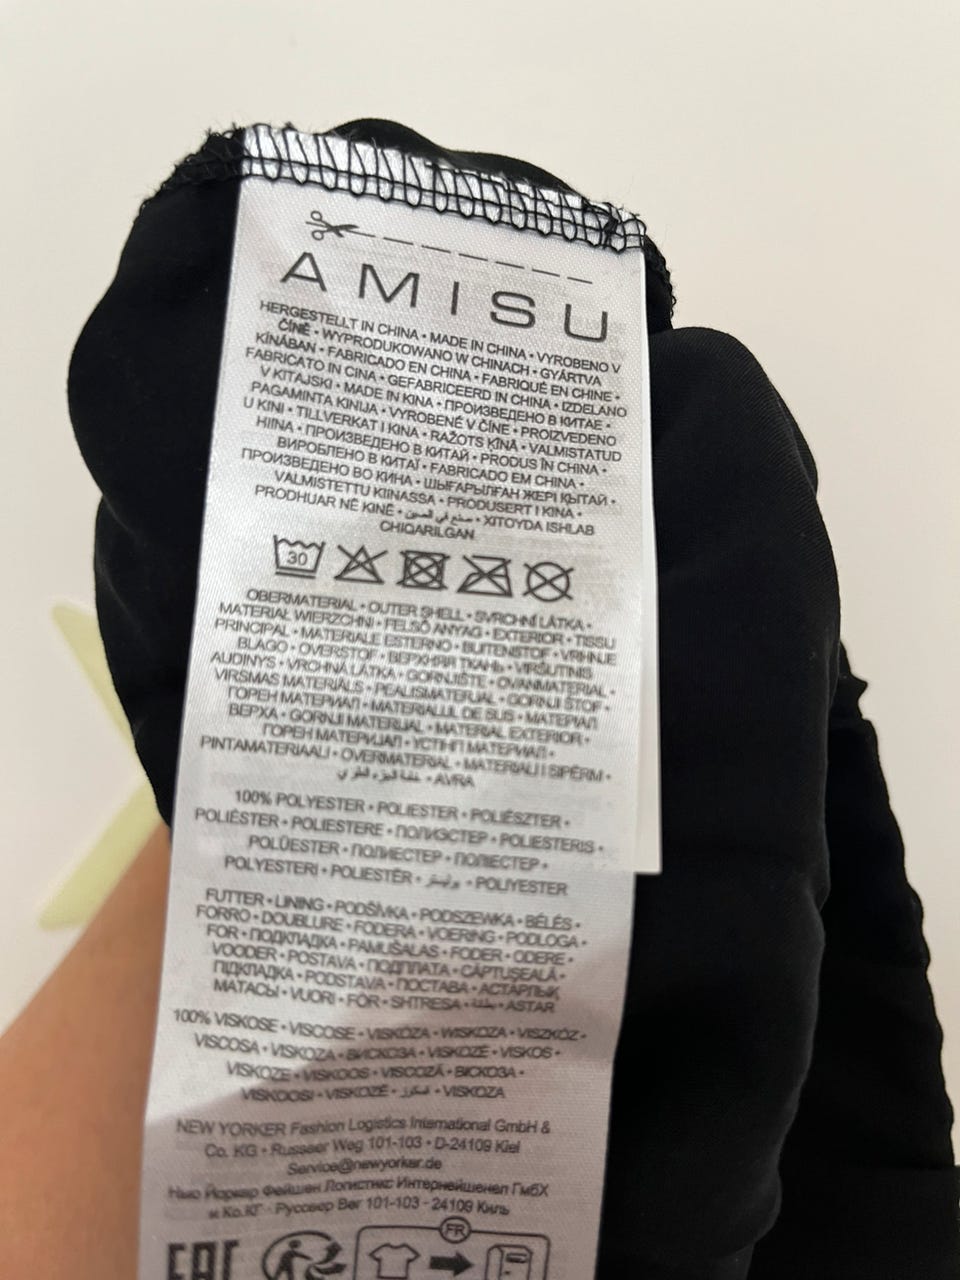 AMISU
HERGESTELLT IN CHINA • MADE IN CHINA • VYROBENO V
ČÍNĚ • WYPRODUKOWANO W CHINACH • GYÁRTVA
KÍNÁBAN • FABRICADO EN CHINA • FABRIQUÉ EN CHINE •
FABRICATO IN CINA • GEFABRICEERD IN CHINA • IZDELANO
V KITAJSKI • MADE IN KINA • ПРОИЗВЕДЕНО В КИТАЕ •
PAGAMINTA KINIJA • VYROBENÉ V ČÍNE • PROIZVEDENO
U KINI • TILLVERKAT I KINA • RAŽOTS ĶĪNĀ • VALMISTATUD
HIINA • ПРОИЗВЕДЕНО В КИТАЙ • PRODUS ÎN CHINA •
ВИРОБЛЕНО В КИТАЇ • FABRICADO EM CHINA •
ПРОИЗВЕДЕНО ВО КИНА • ШЫҒАРЫЛҒАН ЖЕРІ ҚЫТАЙ •
VALMISTETTU KIINASSA • PRODUSERT I KINA •
PRODHUAR NË KINË • صنع في الصين • XITOYDA ISHLAB
CHIQARILGAN
30
OBERMATERIAL • OUTER SHELL • SVRCHNÍ LÁTKA •
MATERIAŁ WIERZCHNI • FELSŐ ANYAG • EXTERIOR • TISSU
PRINCIPAL • MATERIALE ESTERNO • BUITENSTOF • VRHNJE
BLAGO • OVERSTOF • ВЕРХНЯЯ ТКАНЬ • VIRŠUTINIS
AUDINYS • VRCHNÁ LÁTKA • GORNJIŠTE • OVANMATERIAL •
VIRSMAS MATERIĀLS • PEALISMATERJAL • GORNJI ŠTOF •
ГОРЕН МАТЕРИАЛ • MATERIALUL DE SUS • МАТЕРІАЛ
ВЕРХА • GORNJI MATERIJAL • MATERIAL EXTERIOR •
ГОРЕН МАТЕРИЈАЛ • ҮСТІҢГІ МАТЕРИАЛ •
PINTAMATERIAALI • OVERMATERIAL • MATERIALI I SIPËRM •
• AVRA
100% POLYESTER • POLIESTER • POLIÉSZTER •
POLIÉSTER • POLIESTERE • ПОЛИЭСТЕР • POLIESTERIS •
POLÜESTER • ПОЛИЕСТЕР • ПОЛІЕСТЕР •
POLYESTERI • POLIESTËR • بوليستر • POLIYESTER
FUTTER • LINING • PODŠÍVKA • PODSZEWKA • BÉLÉS •
FORRO • DOUBLURE • FODERA • VOERING • PODLOGA •
FOR • ПОДКЛАДКА • PAMUŠALAS • FODER • ODERE •
VOODER • POSTAVA • ПОДПЛАТА • CĂPTUȘEALĂ •
ПІДКЛАДКА • PODSTAVA • ПОСТАВА • АСТАРЛЫҚ
МАТАСЫ • VUORI • FÔR • SHTRESA • بطانة • ASTAR
100% VISKOSE • VISCOSE • VISKÓZA • WISKOZA • VISZKÓZ •
VISCOSA • VISKOZA • ВИСКОЗА • VISKOZĖ • VISKOS •
VISKOZE • VISKOOS • VISCOZĂ • ВІСКОЗА •
VISKOOSI • VISKOZË • فسكوز • VISKOZA
NEW YORKER Fashion Logistics International GmbH &
Co. KG • Russeer Weg 101-103 • D-24109 Kiel
Service@newyorker.de
Нью Йоркер Фейшен Логистикс Интернейшенел ГмбХ
и Ко.КГ · Руссеер Вег 101-103 - 24109 Киль
EAC
FR